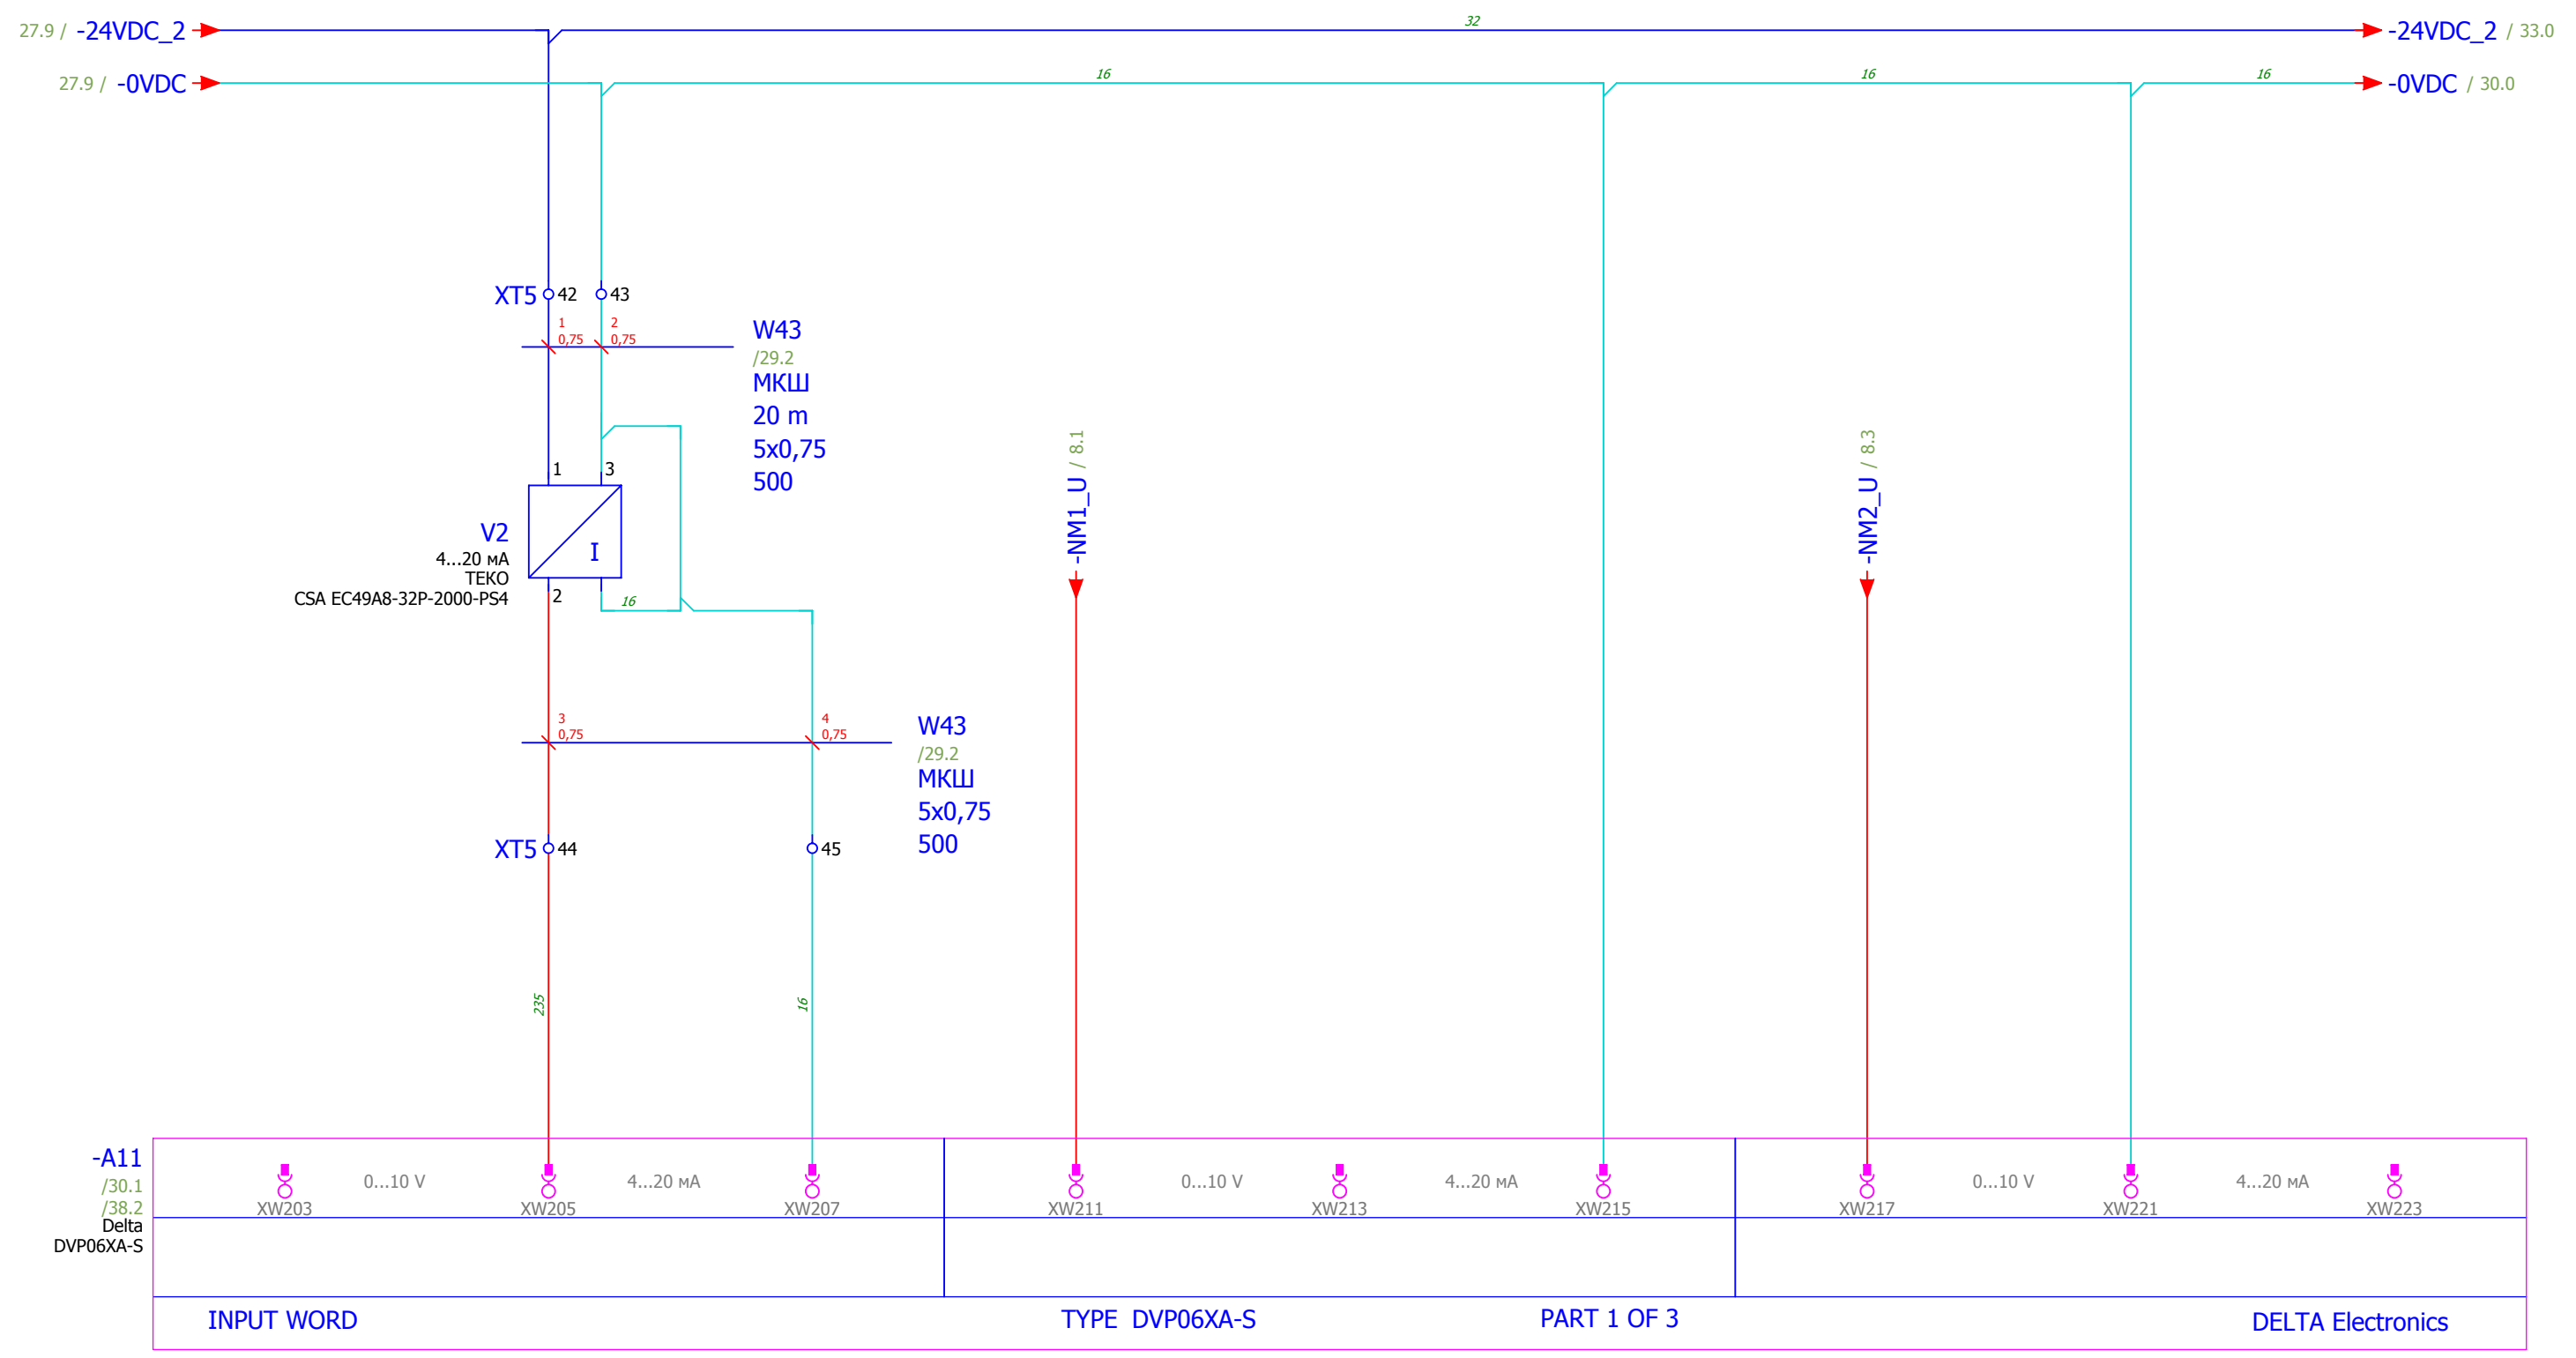 27.9 / -24VDC_2
32
-24VDC_2 / 33.0
27.9 / -0VDC
16
16
16
-0VDC / 30.0
XT5
42
43
1
0,75
2
0,75
W43
/29.2
МКШ
20 m
5x0,75
500
1
3
V2
4...20 мА
ТЕКО
CSA EC49A8-32P-2000-PS4
I
2
16
-NM1_U / 8.1
-NM2_U / 8.3
3
0,75
4
0,75
W43
/29.2
МКШ
5x0,75
500
XT5
44
45
235
16
-A11
/30.1
/38.2
Delta
DVP06XA-S
0...10 V
4...20 мА
0...10 V
4...20 мА
0...10 V
4...20 мА
XW203
XW205
XW207
XW211
XW213
XW215
XW217
XW221
XW223
INPUT WORD
TYPE DVP06XA-S
PART 1 OF 3
DELTA Electronics